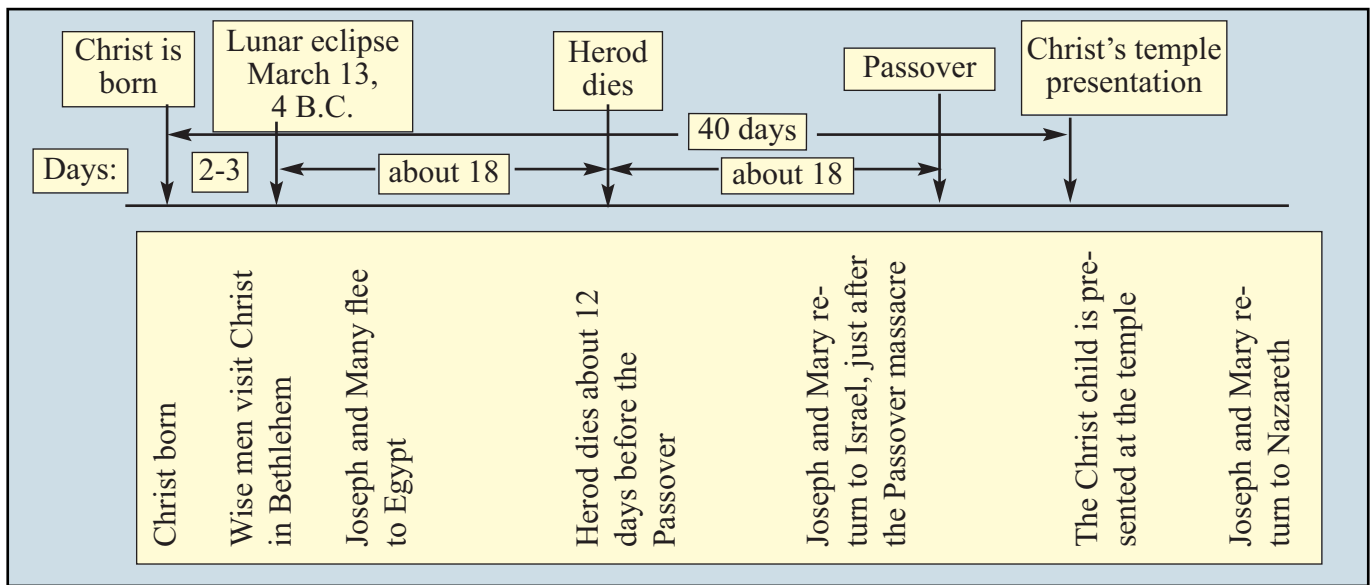 Christ is
born
Lunar eclipse
March 13,
4 B.C.
Herod
dies
Passover
Christ’s temple
presentation
40 days
Days:
2-3
about 18
about 18
Christ born
Wise men visit Christ
in Bethlehem
Joseph and Many flee
to Egypt
Herod dies about 12
days before the
Passover
Joseph and Mary re-
turn to Israel, just after
the Passover massacre
The Christ child is pre-
sented at the temple
Joseph and Mary re-
turn to Nazareth